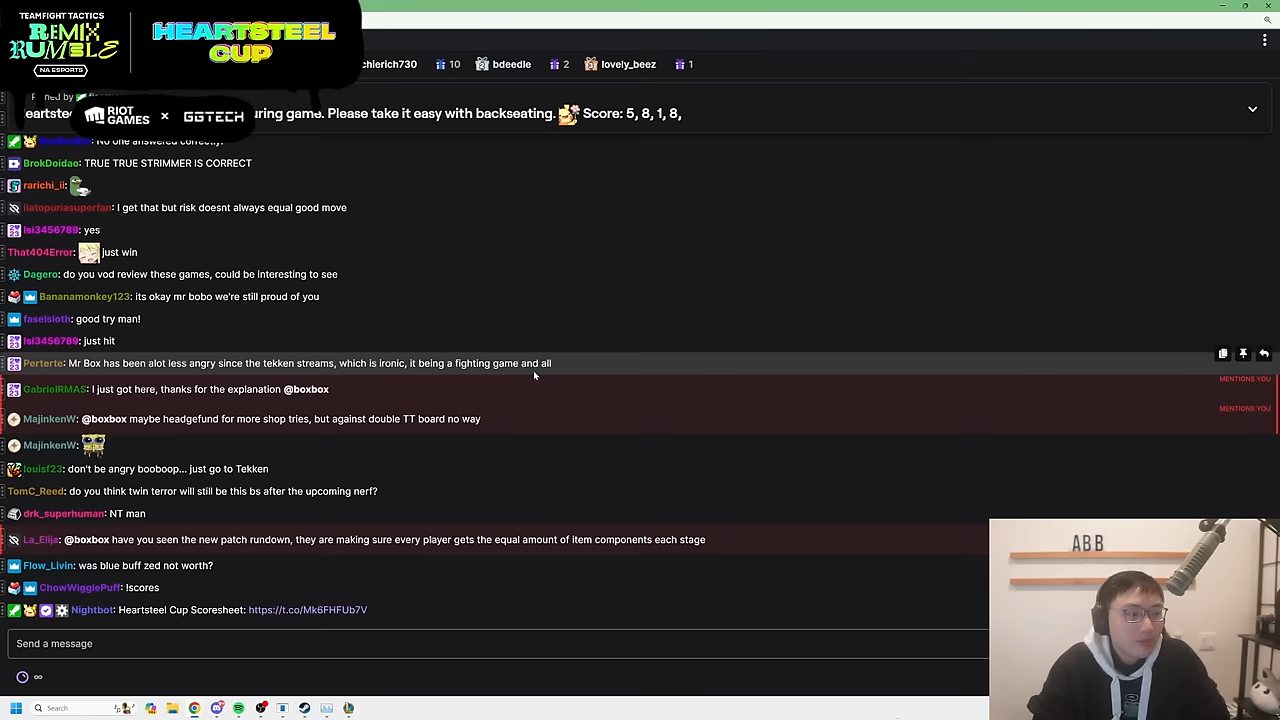 TEAMFIGHT TACTICS
REMIX
RUMBLE
NA ESPORTS
HEARTSTEEL
CUP
chierich730 10 bdeedle 2 lovely_beez 1
RIOT
GAMES x GGTECH
uring game. Please take it easy with backseating. Score: 5, 8, 1, 8,
No one answered correctly.
BrokDoidao: TRUE TRUE STRIMMER IS CORRECT
rarichi_ii:
iliatopuriasuperfan: I get that but risk doesnt always equal good move
lsi3456789: yes
That404Error: just win
Dagero: do you vod review these games, could be interesting to see
Bananamonkey123: its okay mr bobo we're still proud of you
faseisloth: good try man!
lsi3456789: just hit
Perterte: Mr Box has been alot less angry since the tekken streams, which is ironic, it being a fighting game and all
MENTIONS YOU
GabrielRMAS: I just got here, thanks for the explanation @boxbox
MENTIONS YOU
MajinkenW: @boxbox maybe headgefund for more shop tries, but against double TT board no way
MajinkenW:
louisf23: don't be angry booboop... just go to Tekken
TomC_Reed: do you think twin terror will still be this bs after the upcoming nerf?
drk_superhuman: NT man
La_Elija: @boxbox have you seen the new patch rundown, they are making sure every player gets the equal amount of item components each stage
Flow_Livin: was blue buff zed not worth?
ChowWigglePuff: !scores
Nightbot: Heartsteel Cup Scoresheet: https://t.co/Mk6FHFUb7V
Send a message
∞
ABB
Search